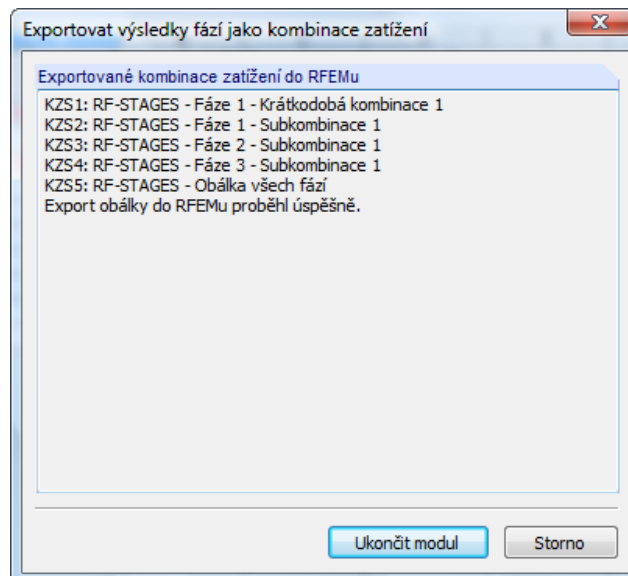 Exportovat výsledky fází jako kombinace zatížení
Exportované kombinace zatížení do RFEMu
KZS1: RF-STAGES - Fáze 1 - Krátkodobá kombinace 1
KZS2: RF-STAGES - Fáze 1 - Subkombinace 1
KZS3: RF-STAGES - Fáze 2 - Subkombinace 1
KZS4: RF-STAGES - Fáze 3 - Subkombinace 1
KZS5: RF-STAGES - Obálka všech fází
Export obálky do RFEMu proběhl úspěšně.
Ukončit modul
Storno